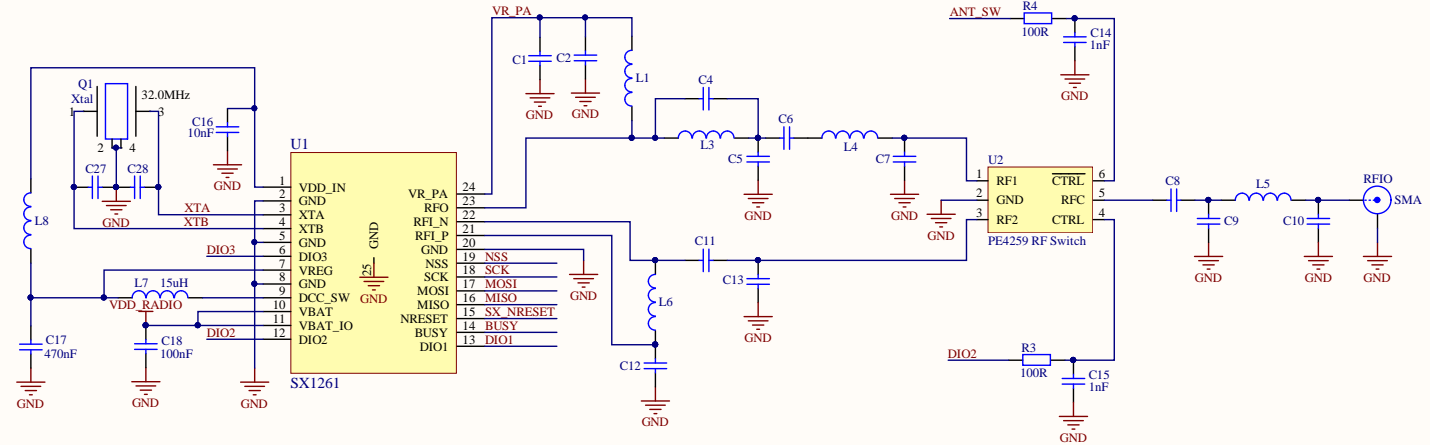 VR_PA
ANT_SW
R4
100R
C14
1nF
GND
C1
C2
GND
GND
L1
Q1
Xtal
32.0MHz
1
3
2
4
C27
C28
GND
C16
10nF
GND
C4
L3
C5
GND
C6
L4
C7
GND
L8
XTA
XTB
DIO3
L7 15uH
VDD_RADIO
DIO2
C17
470nF
GND
C18
100nF
GND
GND
U1
1 VDD_IN
2 GND
3 XTA
4 XTB
5 GND
6 DIO3
7 VREG
8 GND
9 DCC_SW
10 VBAT
11 VBAT_IO
12 DIO2
GND
25
GND
VR_PA 24
RFO 23
RFI_N 22
RFI_P 21
GND 20
NSS 19 NSS
SCK 18 SCK
MOSI 17 MOSI
MISO 16 MISO
NRESET 15 SX_NRESET
BUSY 14 BUSY
DIO1 13 DIO1
SX1261
GND
L6
C11
C13
GND
C12
GND
U2
1 RF1
2 GND
3 RF2
CTRL 6
RFC 5
CTRL 4
PE4259 RF Switch
GND
C8
C9
GND
L5
C10
GND
RFIO
SMA
GND
DIO2
R3
100R
C15
1nF
GND